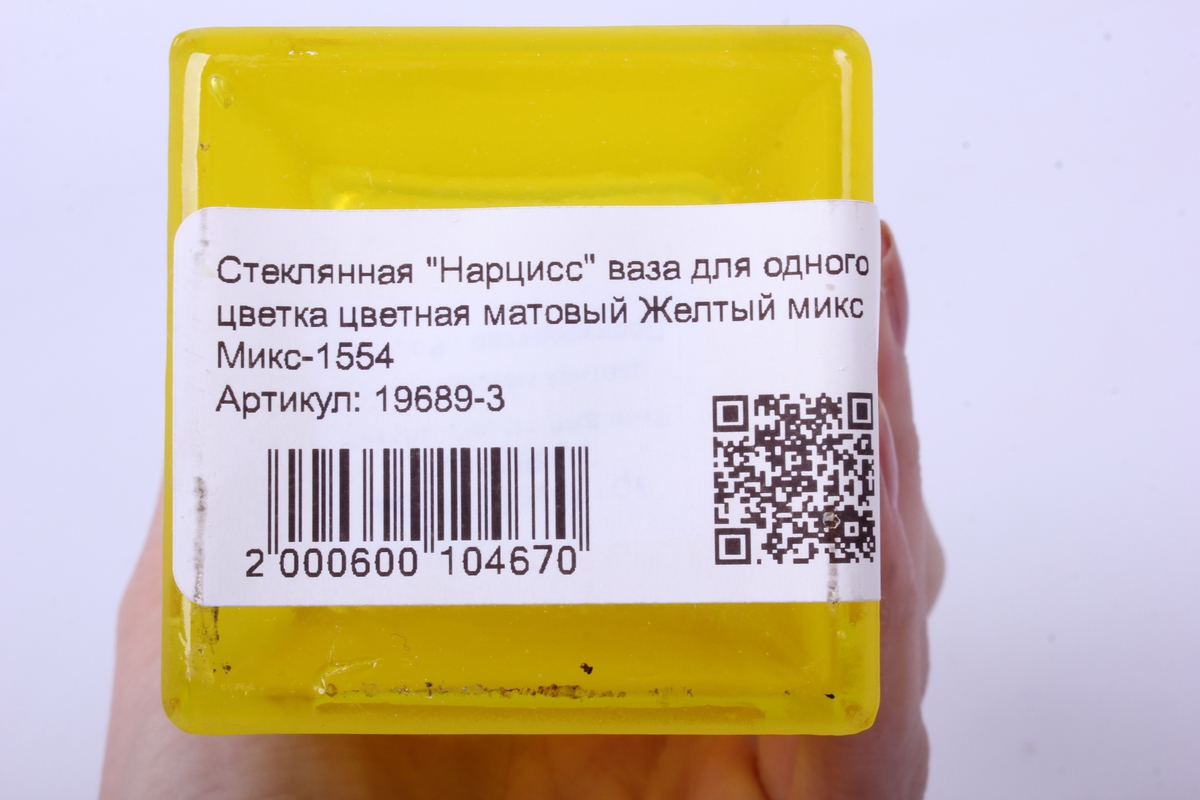 Стеклянная "Нарцисс" ваза для одного
цветка цветная матовый Желтый микс
Микс-1554
Артикул: 19689-3
2 000600 104670